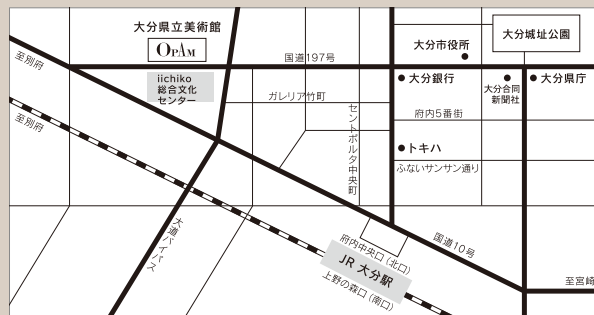 大分県立美術館
OPAM
大分市役所
大分城址公園
至別府
国道197号
iichiko
総合文化
センター
大分銀行
大分合同
新聞社
大分県庁
ガレリア竹町
セントポルタ中央町
府内5番街
至別府
トキハ
ふないサンサン通り
大道バイパス
府内中央口(北口)
国道10号
JR 大分駅
上野の森口(南口)
至宮崎